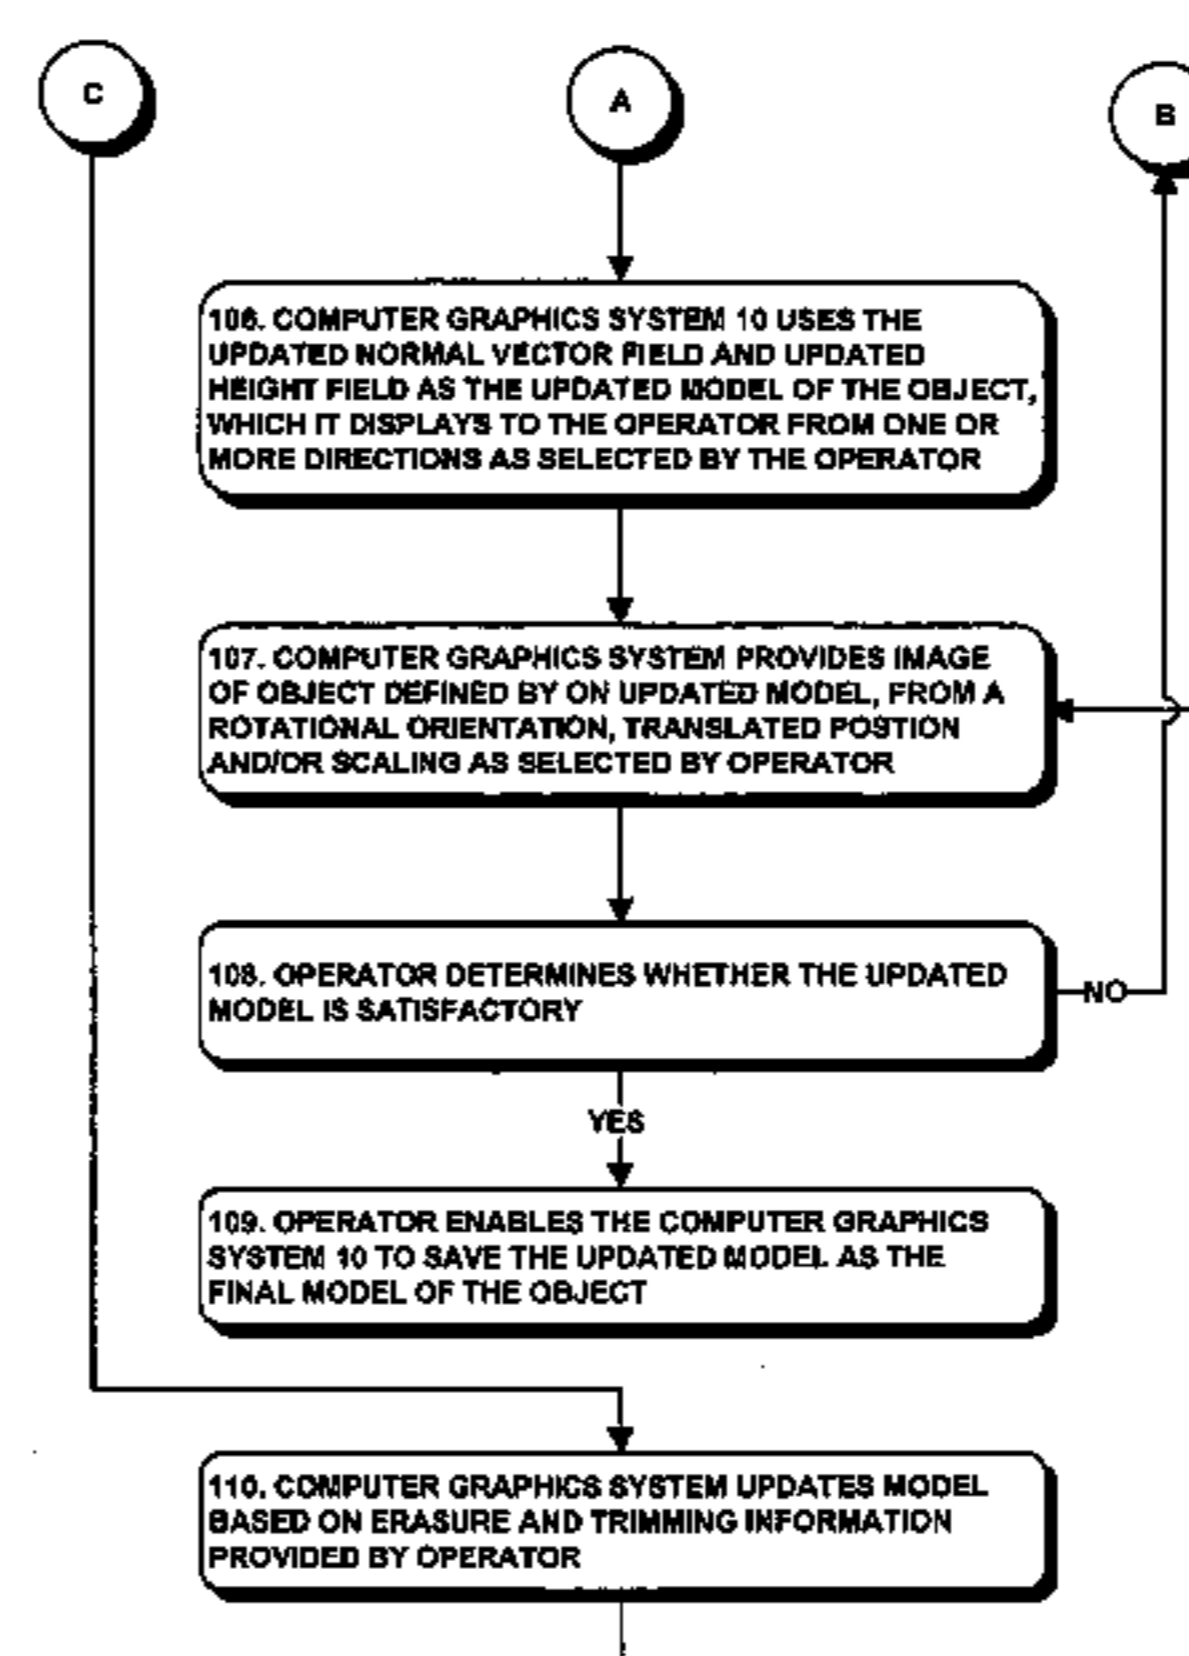 C
A
B
106. COMPUTER GRAPHICS SYSTEM 10 USES THE
UPDATED NORMAL VECTOR FIELD AND UPDATED
HEIGHT FIELD AS THE UPDATED MODEL OF THE OBJECT,
WHICH IT DISPLAYS TO THE OPERATOR FROM ONE OR
MORE DIRECTIONS AS SELECTED BY THE OPERATOR
107. COMPUTER GRAPHICS SYSTEM PROVIDES IMAGE
OF OBJECT DEFINED BY ON UPDATED MODEL, FROM A
ROTATIONAL ORIENTATION, TRANSLATED POSTION
AND/OR SCALING AS SELECTED BY OPERATOR
108. OPERATOR DETERMINES WHETHER THE UPDATED
MODEL IS SATISFACTORY
NO
YES
109. OPERATOR ENABLES THE COMPUTER GRAPHICS
SYSTEM 10 TO SAVE THE UPDATED MODEL AS THE
FINAL MODEL OF THE OBJECT
110. COMPUTER GRAPHICS SYSTEM UPDATES MODEL
BASED ON ERASURE AND TRIMMING INFORMATION
PROVIDED BY OPERATOR